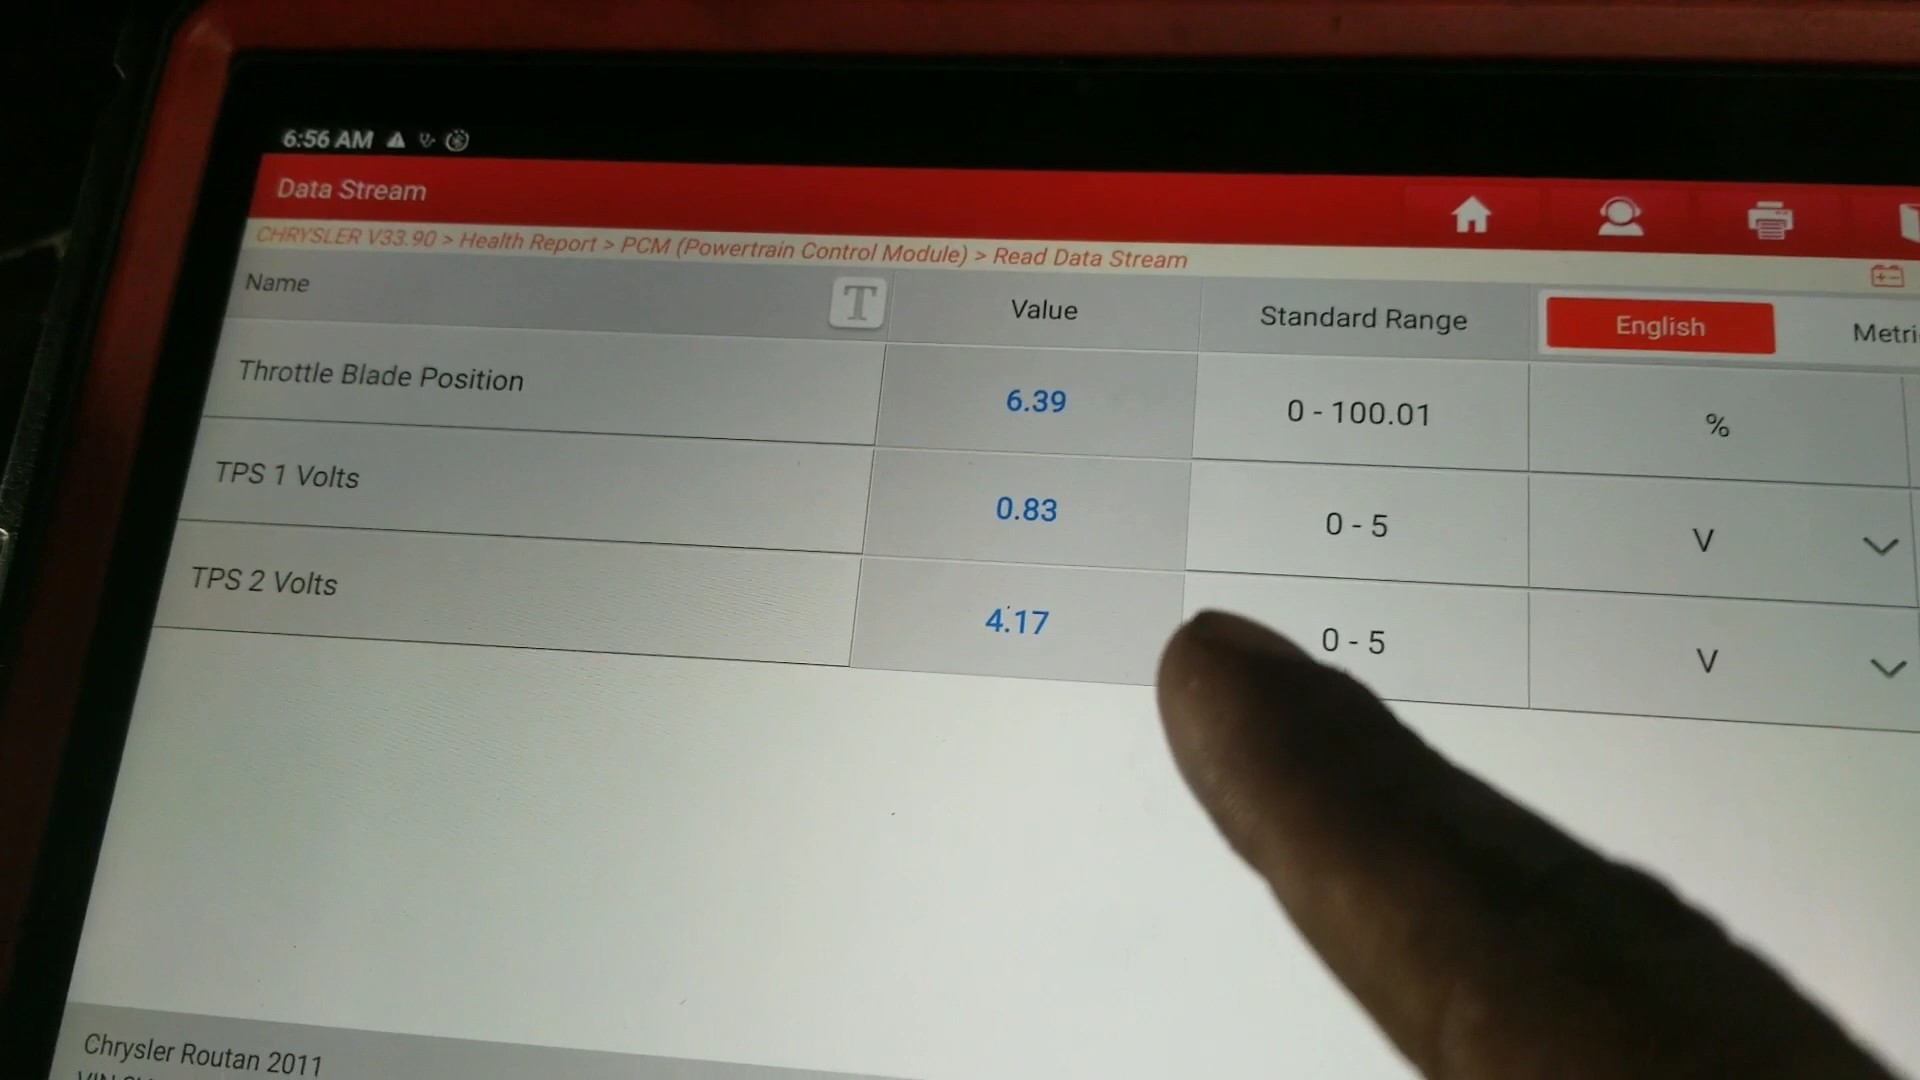 6:56 AM
Data Stream
CHRYSLER V33.90 > Health Report > PCM (Powertrain Control Module) > Read Data Stream
Name T Value Standard Range English
Throttle Blade Position 6.39 0 - 100.01 %
TPS 1 Volts 0.83 0 - 5 V
TPS 2 Volts 4.17 0 - 5 V
Chrysler Routan 2011